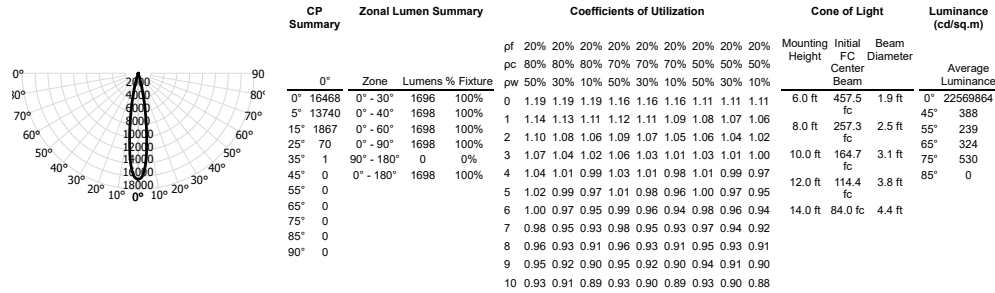 CP Summary
0°
0° 16468
5° 13740
15° 1867
25° 70
35° 1
45° 0
55° 0
65° 0
75° 0
85° 0
90° 0
Zonal Lumen Summary
Zone Lumens % Fixture
0° - 30° 1696 100%
0° - 40° 1698 100%
0° - 60° 1698 100%
0° - 90° 1698 100%
90° - 180° 0 0%
0° - 180° 1698 100%
Coefficients of Utilization
ρf 20% 20% 20% 20% 20% 20% 20% 20% 20%
ρc 80% 80% 80% 70% 70% 70% 50% 50% 50%
ρw 50% 30% 10% 50% 30% 10% 50% 30% 10%
0 1.19 1.19 1.19 1.16 1.16 1.16 1.11 1.11 1.11
1 1.14 1.13 1.11 1.12 1.11 1.09 1.08 1.07 1.06
2 1.10 1.08 1.06 1.09 1.07 1.05 1.06 1.04 1.02
3 1.07 1.04 1.02 1.06 1.03 1.01 1.03 1.01 1.00
4 1.04 1.01 0.99 1.03 1.01 0.98 1.01 0.99 0.97
5 1.02 0.99 0.97 1.01 0.98 0.96 1.00 0.97 0.95
6 1.00 0.97 0.95 0.99 0.96 0.94 0.98 0.96 0.94
7 0.98 0.95 0.93 0.98 0.95 0.93 0.97 0.94 0.92
8 0.96 0.93 0.91 0.96 0.93 0.91 0.95 0.93 0.91
9 0.95 0.92 0.90 0.95 0.92 0.90 0.94 0.91 0.90
10 0.93 0.91 0.89 0.93 0.90 0.89 0.93 0.90 0.88
Cone of Light
Mounting Height Initial FC Center Beam Beam Diameter
6.0 ft 457.5 fc 1.9 ft
8.0 ft 257.3 fc 2.5 ft
10.0 ft 164.7 fc 3.1 ft
12.0 ft 114.4 fc 3.8 ft
14.0 ft 84.0 fc 4.4 ft
Luminance (cd/sq.m)
Average Luminance
0° 22569864
45° 388
55° 239
65° 324
75° 530
85° 0
0° 90
80° 2000
70° 4000 70°
60° 8000 60°
50° 10000 50°
40° 14000 40°
30° 20° 10° 18000 10° 20° 30°
0°